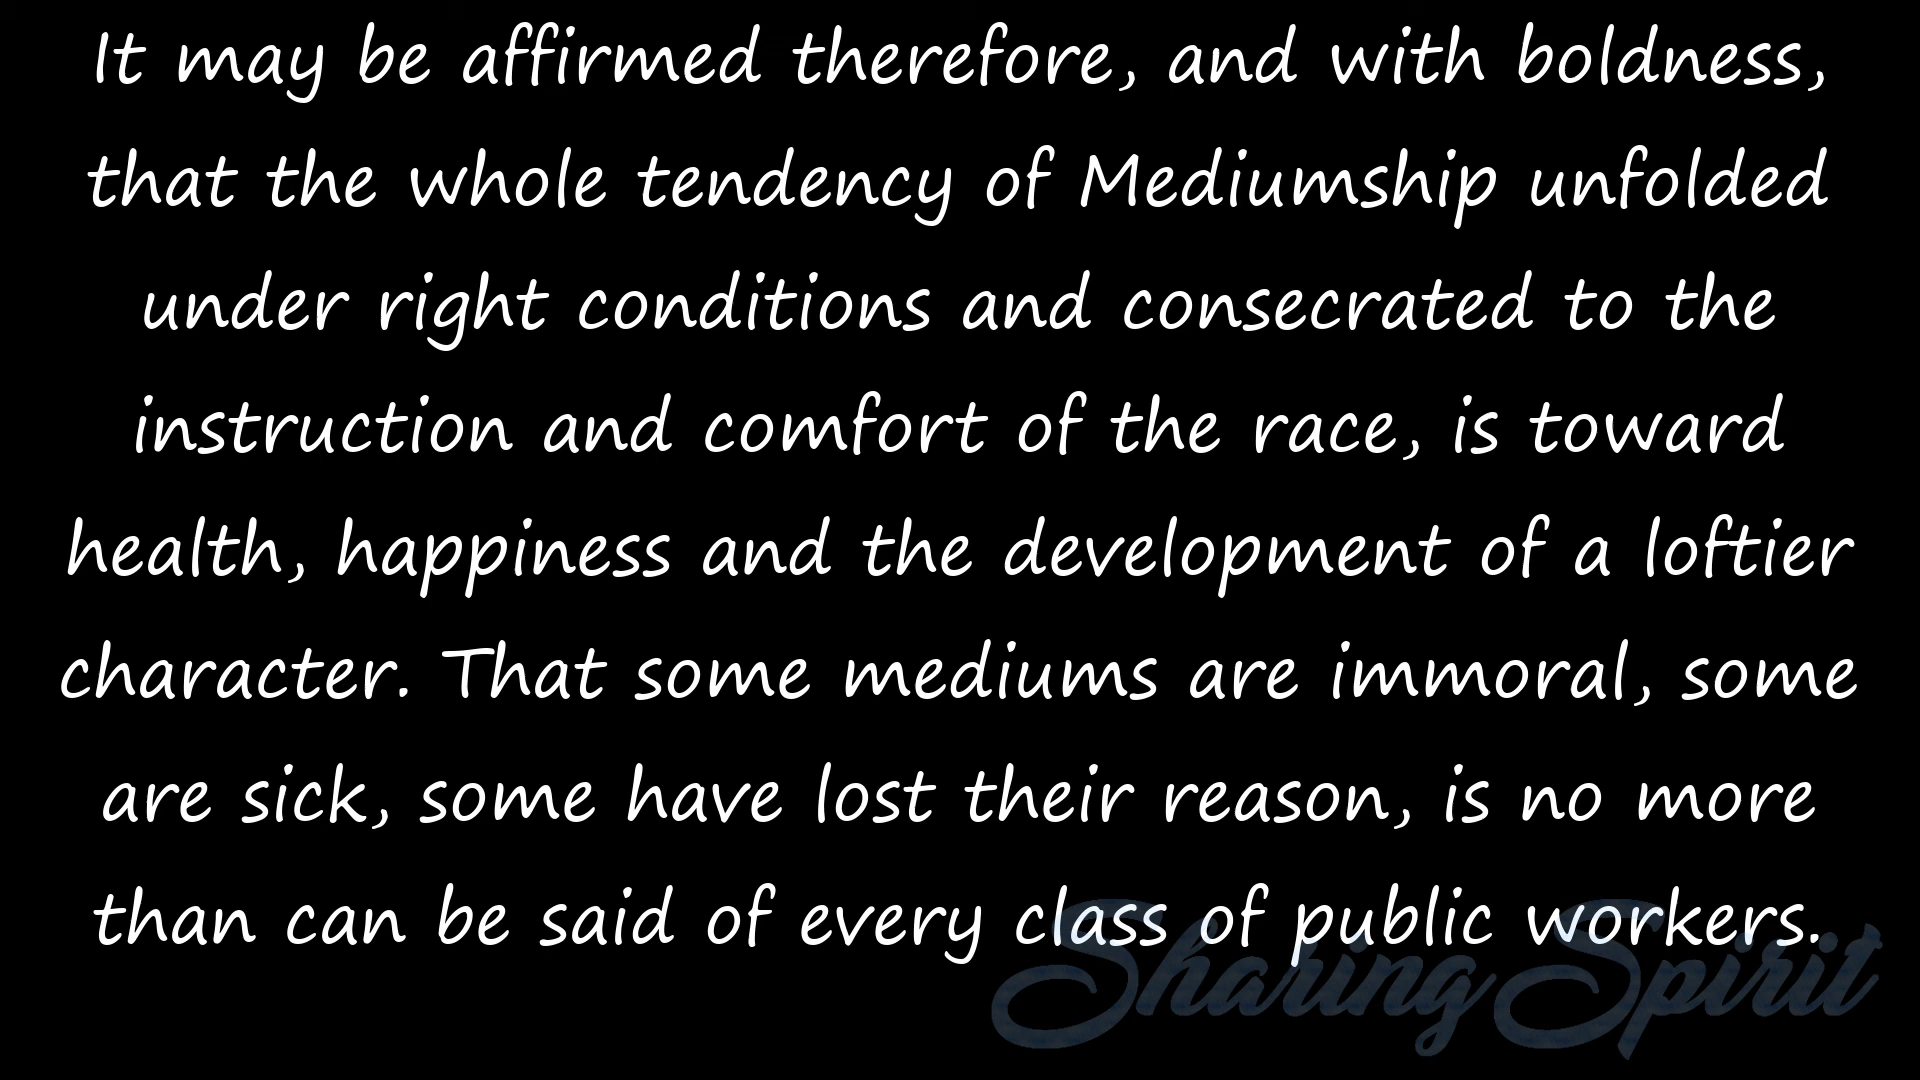 It may be affirmed therefore, and with boldness,
that the whole tendency of Mediumship unfolded
under right conditions and consecrated to the
instruction and comfort of the race, is toward
health, happiness and the development of a loftier
character. That some mediums are immoral, some
are sick, some have lost their reason, is no more
than can be said of every class of public workers.
Sharing Spirit